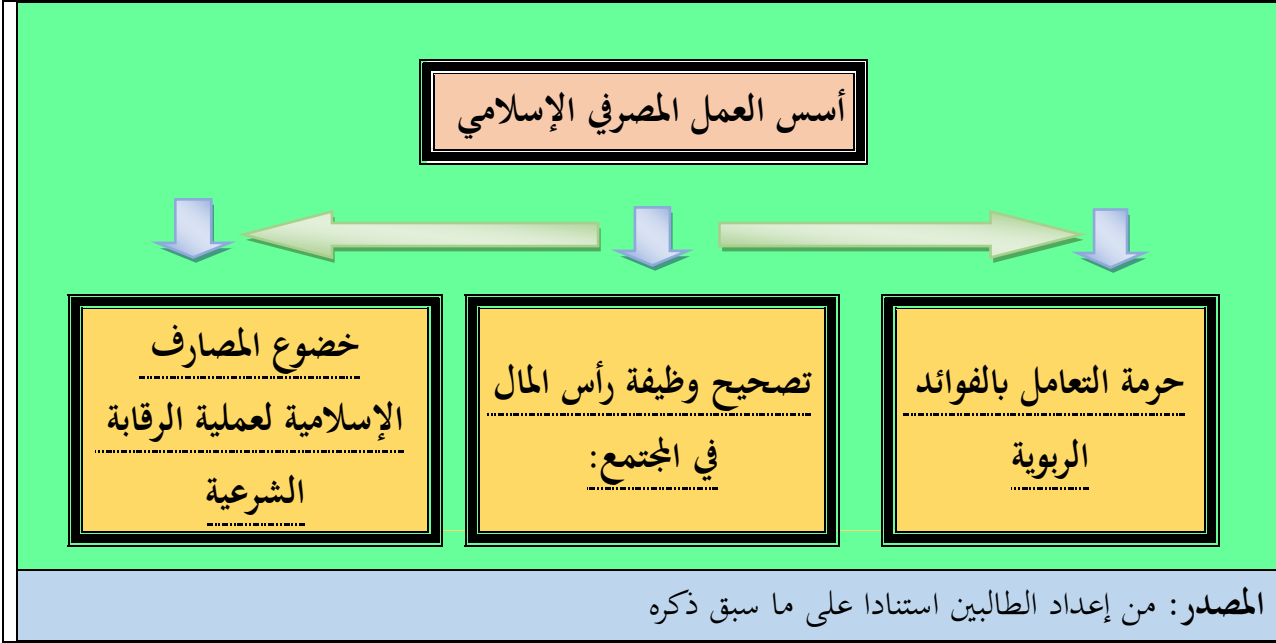 أسس العمل المصرفي الإسلامي
حرمة التعامل بالفوائد
الربوية
تصحيح وظيفة رأس المال
في المجتمع:
خضوع المصارف
الإسلامية لعملية الرقابة
الشرعية
المصدر: من إعداد الطالبين استنادا على ما سبق ذكره